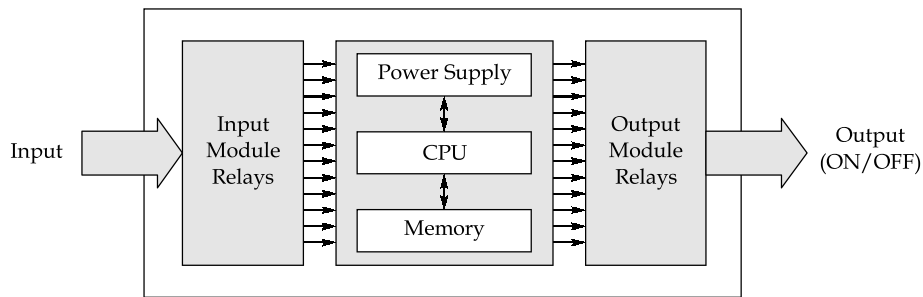 Input
Input
Module
Relays
Power Supply
CPU
Memory
Output
Module
Relays
Output
(ON/OFF)